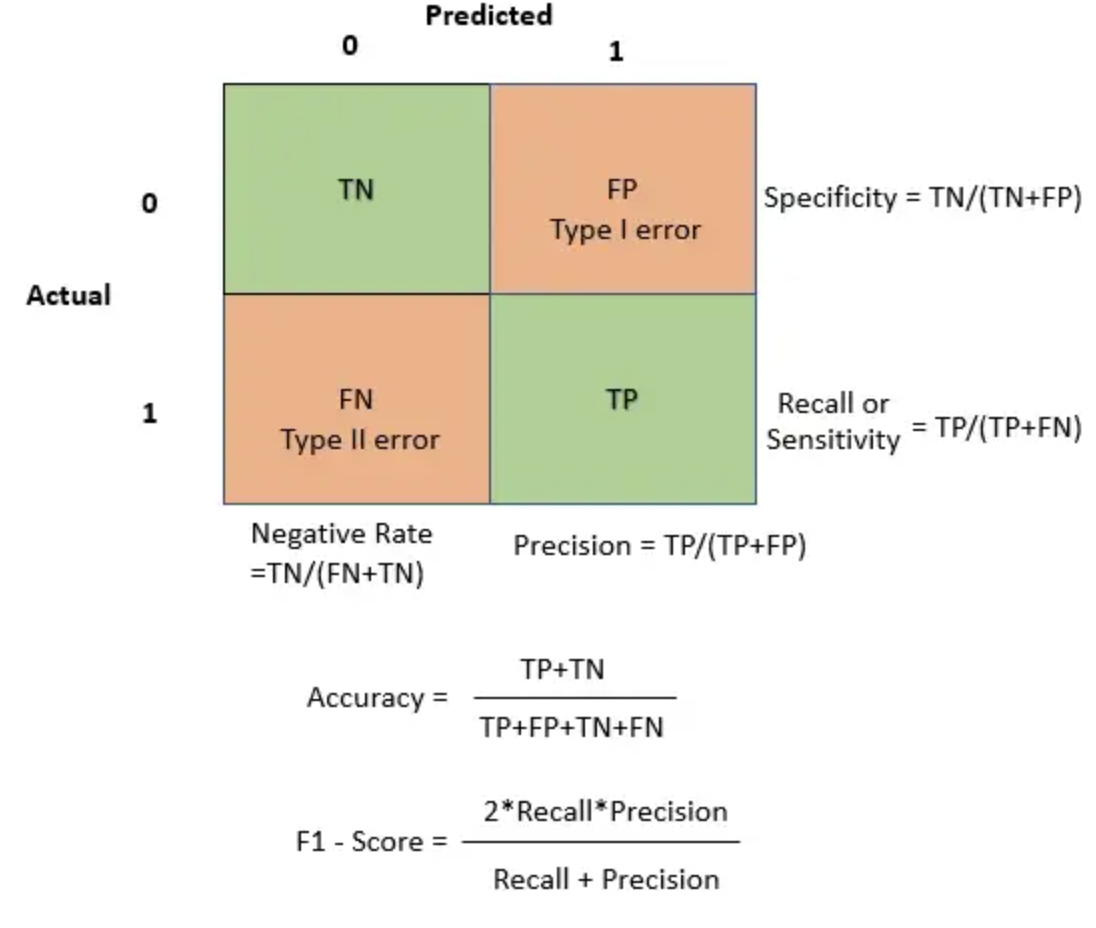 Predicted
0
1
TN
FP
Type I error
0
Specificity = TN/(TN+FP)
Actual
FN
Type II error
TP
1
Recall or
Sensitivity = TP/(TP+FN)
Negative Rate
=TN/(FN+TN)
Precision = TP/(TP+FP)
Accuracy =
TP+TN
TP+FP+TN+FN
F1 - Score =
2*Recall*Precision
Recall + Precision